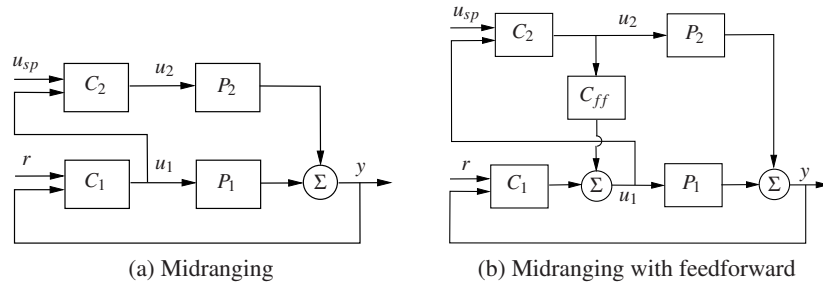 u_sp
C_2
u_2
P_2
r
C_1
u_1
P_1
Σ
y
(a) Midranging
u_sp
C_2
u_2
P_2
C_ff
r
C_1
Σ
u_1
P_1
Σ
y
(b) Midranging with feedforward